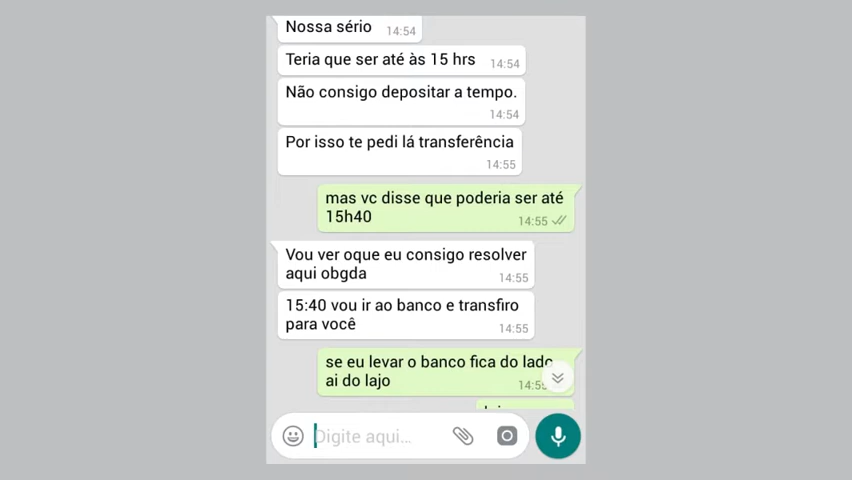 Nossa sério 14:54
Teria que ser até às 15 hrs 14:54
Não consigo depositar a tempo.
14:54
Por isso te pedi lá transferência
14:55
mas vc disse que poderia ser até
15h40 14:55
Vou ver oque eu consigo resolver
aqui obgda 14:55
15:40 vou ir ao banco e transfiro
para você 14:55
se eu levar o banco fica do lado
ai do lajo 14:55
Digite aqui...